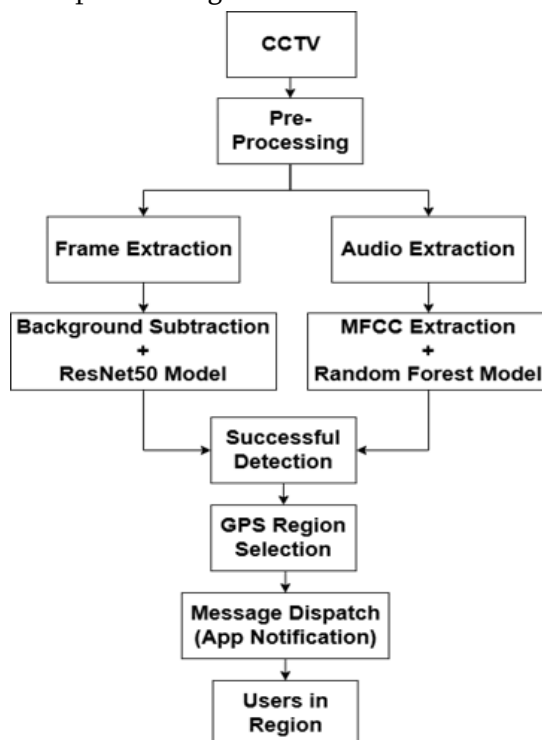 CCTV
Pre-
Processing
Frame Extraction
Audio Extraction
Background Subtraction
+
ResNet50 Model
MFCC Extraction
+
Random Forest Model
Successful
Detection
GPS Region
Selection
Message Dispatch
(App Notification)
Users in
Region